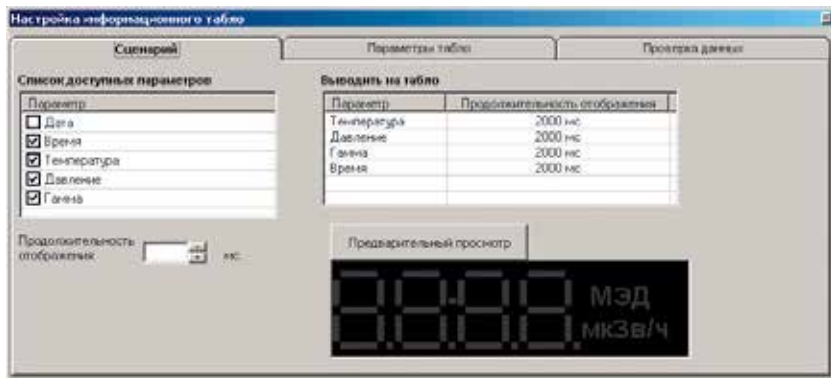 Настройка информационного табло
Сценарий
Параметры табло
Проверка данных
Список доступных параметров
Параметр
Дата
Время
Температура
Давление
Гамма
Продолжительность
отображения
мс.
Выводить на табло
Параметр Продолжительность отображения
Температура 2000 мс
Давление 2000 мс
Гамма 2000 мс
Время 2000 мс
Предварительный просмотр
МЭД
мкЗв/ч